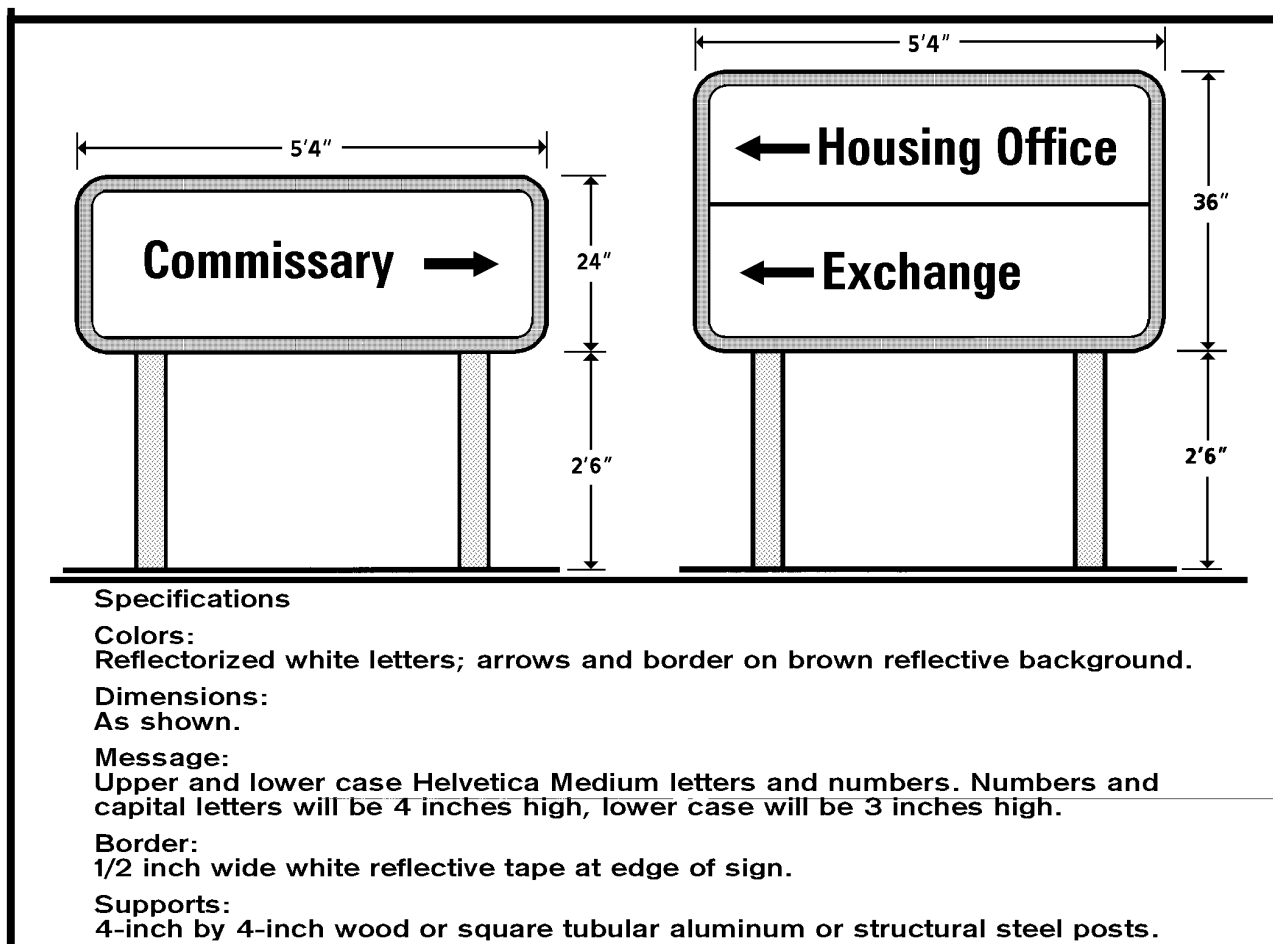 5'4"
5'4"
Commissary
24"
2'6"
Housing Office
Exchange
36"
2'6"
Specifications
Colors:
Reflectorized white letters; arrows and border on brown reflective background.
Dimensions:
As shown.
Message:
Upper and lower case Helvetica Medium letters and numbers. Numbers and
capital letters will be 4 inches high, lower case will be 3 inches high.
Border:
1/2 inch wide white reflective tape at edge of sign.
Supports:
4-inch by 4-inch wood or square tubular aluminum or structural steel posts.